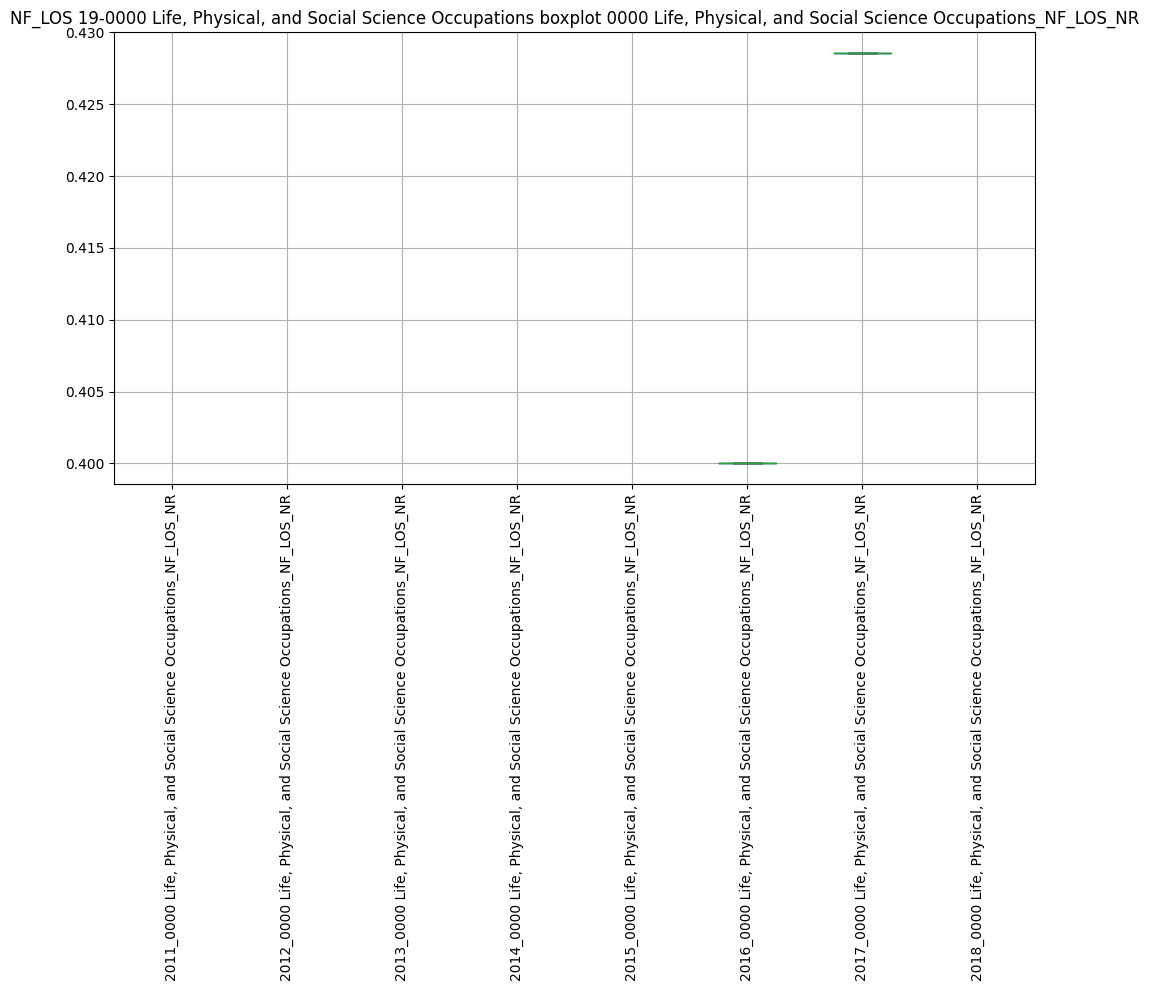 NF_LOS 19-0000 Life, Physical, and Social Science Occupations boxplot 0000 Life, Physical, and Social Science Occupations_NF_LOS_NR
0.430
0.425
0.420
0.415
0.410
0.405
0.400
2011_0000 Life, Physical, and Social Science Occupations_NF_LOS_NR
2012_0000 Life, Physical, and Social Science Occupations_NF_LOS_NR
2013_0000 Life, Physical, and Social Science Occupations_NF_LOS_NR
2014_0000 Life, Physical, and Social Science Occupations_NF_LOS_NR
2015_0000 Life, Physical, and Social Science Occupations_NF_LOS_NR
2016_0000 Life, Physical, and Social Science Occupations_NF_LOS_NR
2017_0000 Life, Physical, and Social Science Occupations_NF_LOS_NR
2018_0000 Life, Physical, and Social Science Occupations_NF_LOS_NR